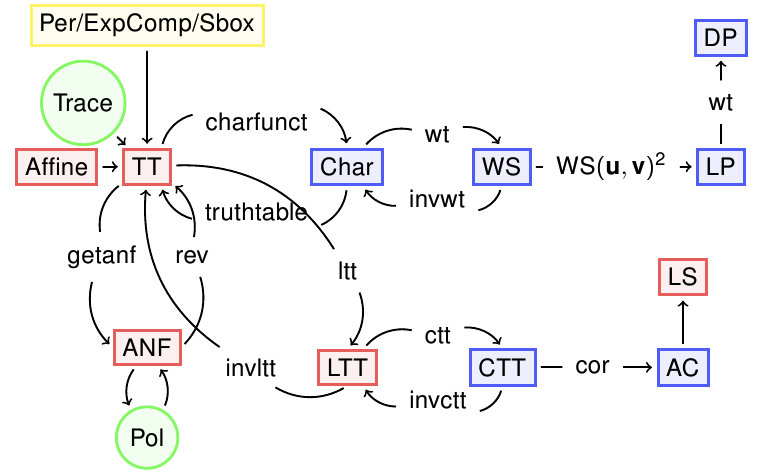 Per/ExpComp/Sbox
DP
Trace
charfunct
wt
wt
Affine
TT
Char
WS
WS(u, v)²
LP
truthtable
invwt
getanf
rev
ltt
LS
ANF
invltt
LTT
ctt
CTT
cor
AC
invctt
Pol